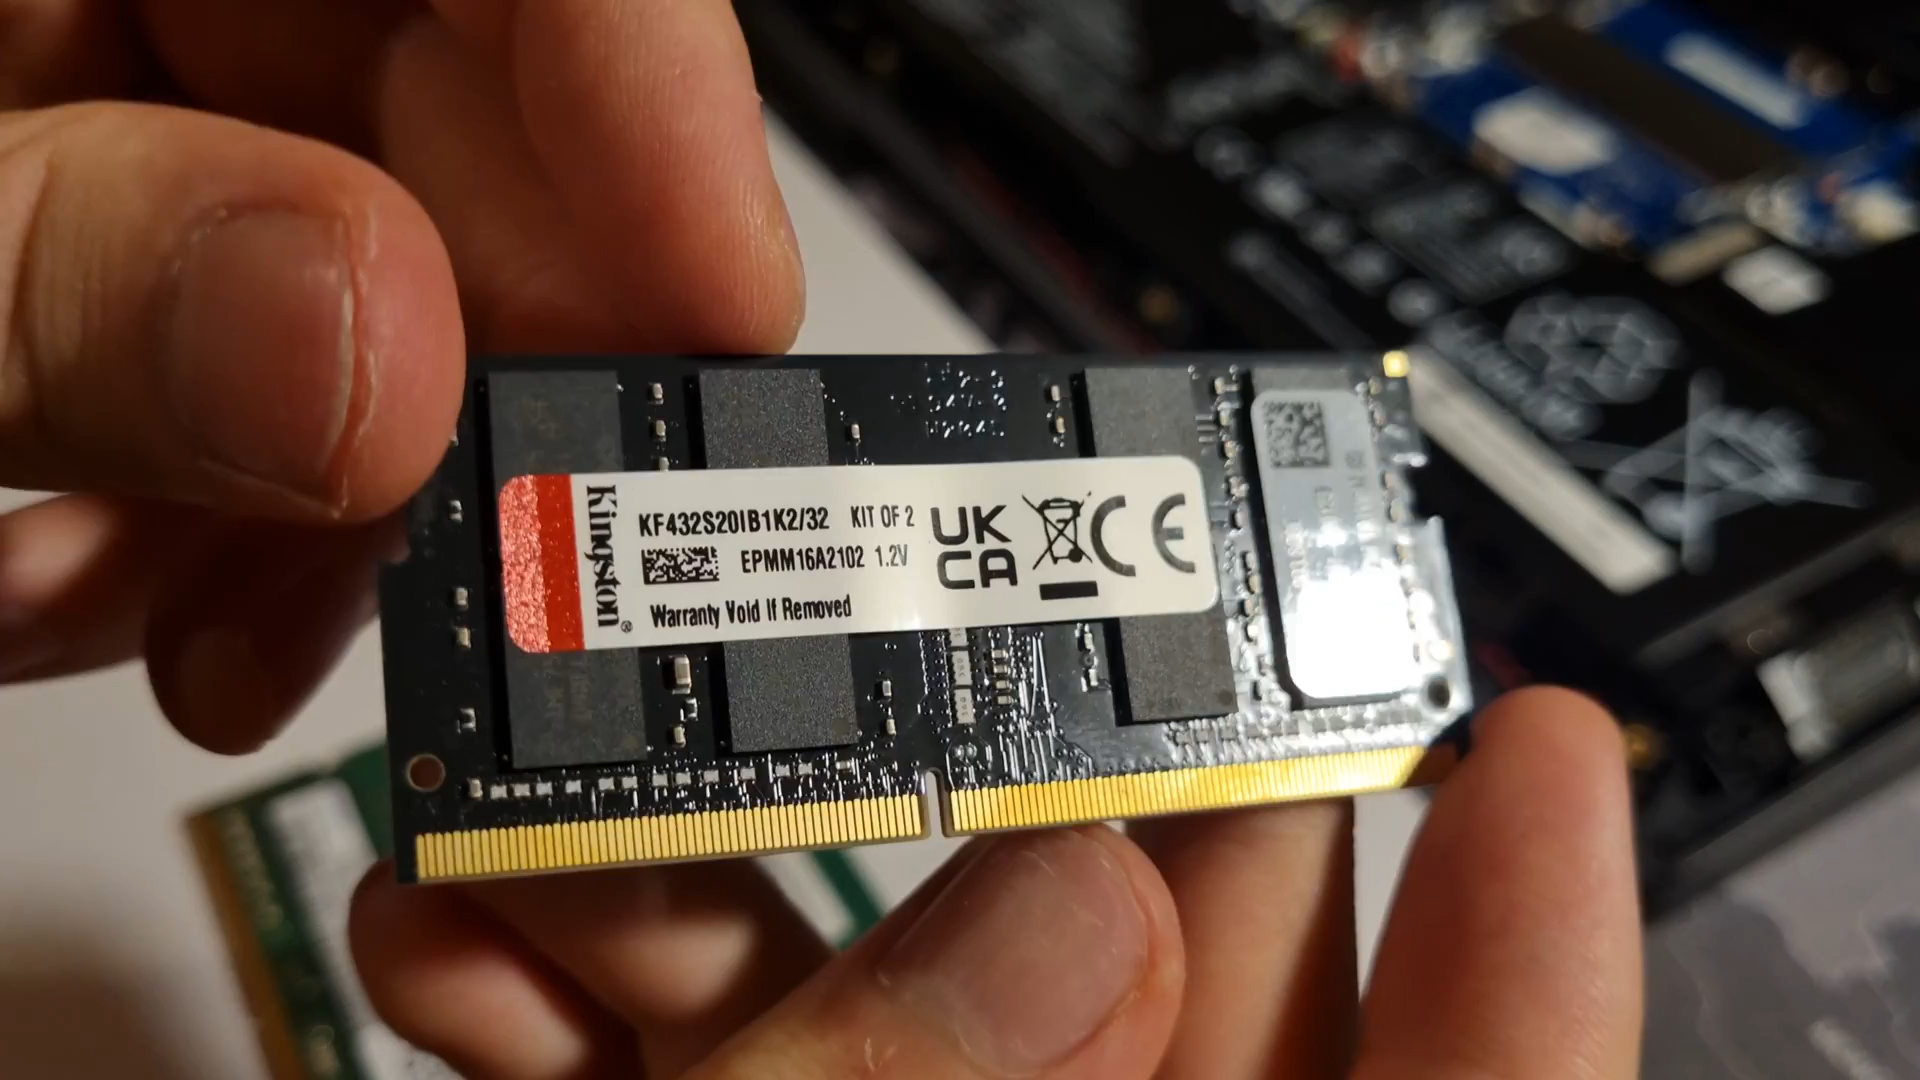 Kingston®
KF432S20IB1K2/32 KIT OF 2
EPMM16A2102 1.2V
Warranty Void If Removed
UK
CA
CE